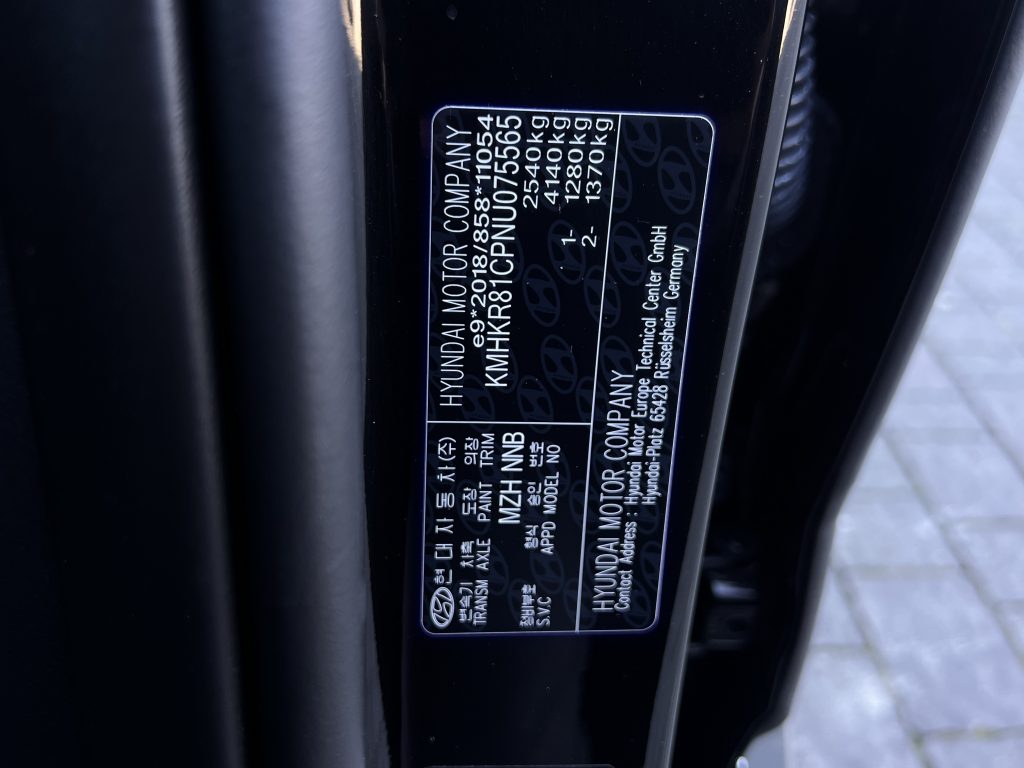 현대자동차(주)
변속기 차축 도장 의장
TRANSM AXLE PAINT TRIM
MZH NNB
장비부호 형식 승인 번호
S.V.C APPD MODEL NO
HYUNDAI MOTOR COMPANY
e9*2018/858*11054
KMHKR81CPNU075565
2540kg
4140kg
1- 1280kg
2- 1370kg
HYUNDAI MOTOR COMPANY
Contact Address : Hyundai Motor Europe Technical Center GmbH
Hyundai-Platz 65428 Rüsselsheim Germany